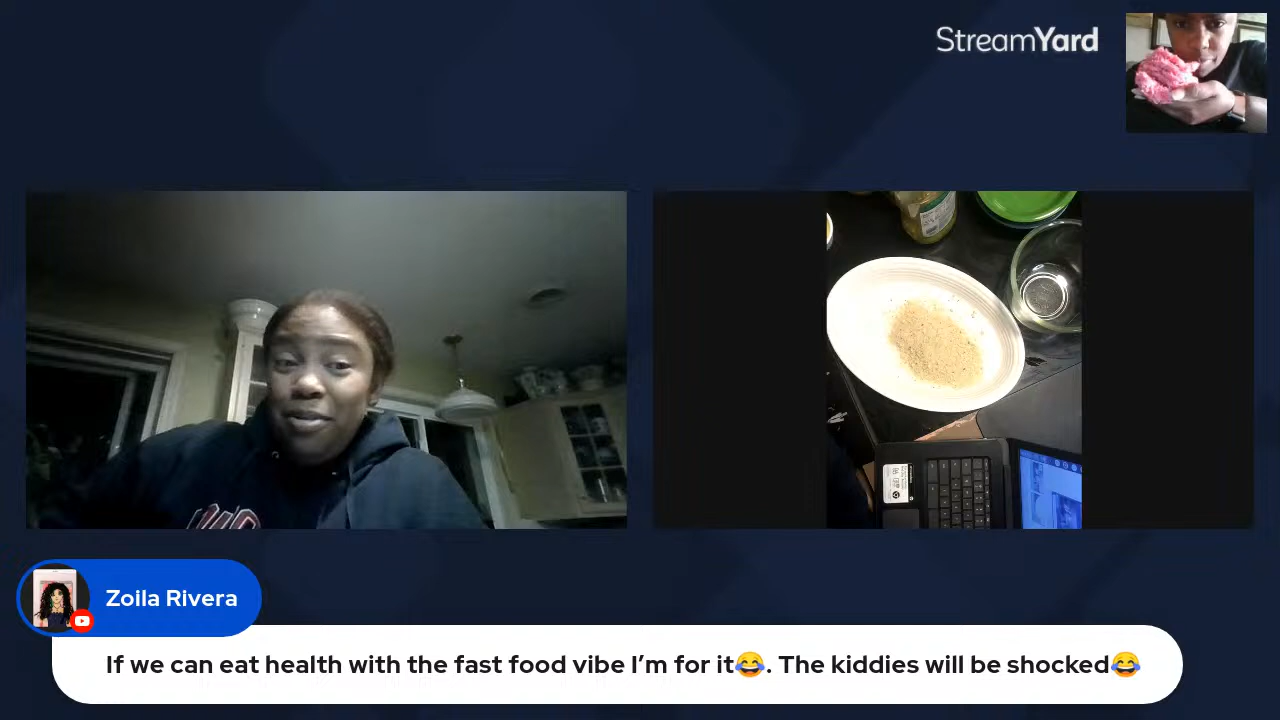 StreamYard
Zoila Rivera
If we can eat health with the fast food vibe I’m for it😂. The kiddies will be shocked😂